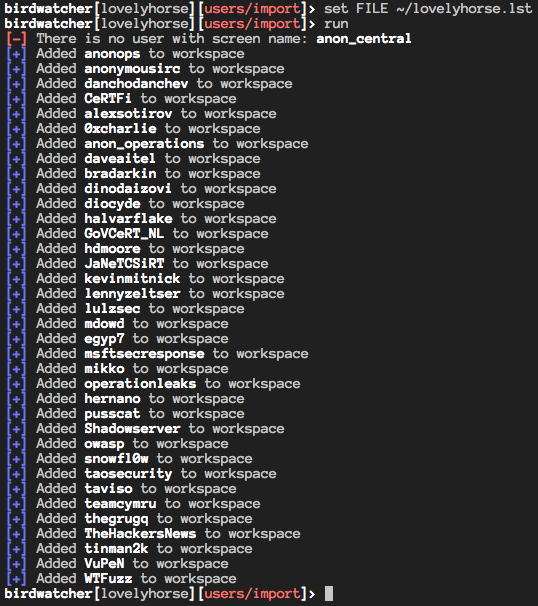 birdwatcher[lovelyhorse][users/import]> set FILE ~/lovelyhorse.lst
birdwatcher[lovelyhorse][users/import]> run
[-] There is no user with screen name: anon_central
[+] Added anonops to workspace
[+] Added anonymousirc to workspace
[+] Added danchodanchev to workspace
[+] Added CeRTFi to workspace
[+] Added alexsotirov to workspace
[+] Added 0xcharlie to workspace
[+] Added anon_operations to workspace
[+] Added daveaitel to workspace
[+] Added bradarkin to workspace
[+] Added dinodaizovi to workspace
[+] Added diocyde to workspace
[+] Added halvarflake to workspace
[+] Added GoVCeRT_NL to workspace
[+] Added hdmoore to workspace
[+] Added JaNeTCSiRT to workspace
[+] Added kevinmitnick to workspace
[+] Added lennyzeltser to workspace
[+] Added lulzsec to workspace
[+] Added mdowd to workspace
[+] Added egyp7 to workspace
[+] Added msftsecresponse to workspace
[+] Added mikko to workspace
[+] Added operationleaks to workspace
[+] Added hernano to workspace
[+] Added pusscat to workspace
[+] Added Shadowserver to workspace
[+] Added owasp to workspace
[+] Added snowfl0w to workspace
[+] Added taosecurity to workspace
[+] Added taviso to workspace
[+] Added teamcymru to workspace
[+] Added thegrugq to workspace
[+] Added TheHackersNews to workspace
[+] Added tinman2k to workspace
[+] Added VuPeN to workspace
[+] Added WTFuzz to workspace
birdwatcher[lovelyhorse][users/import]>